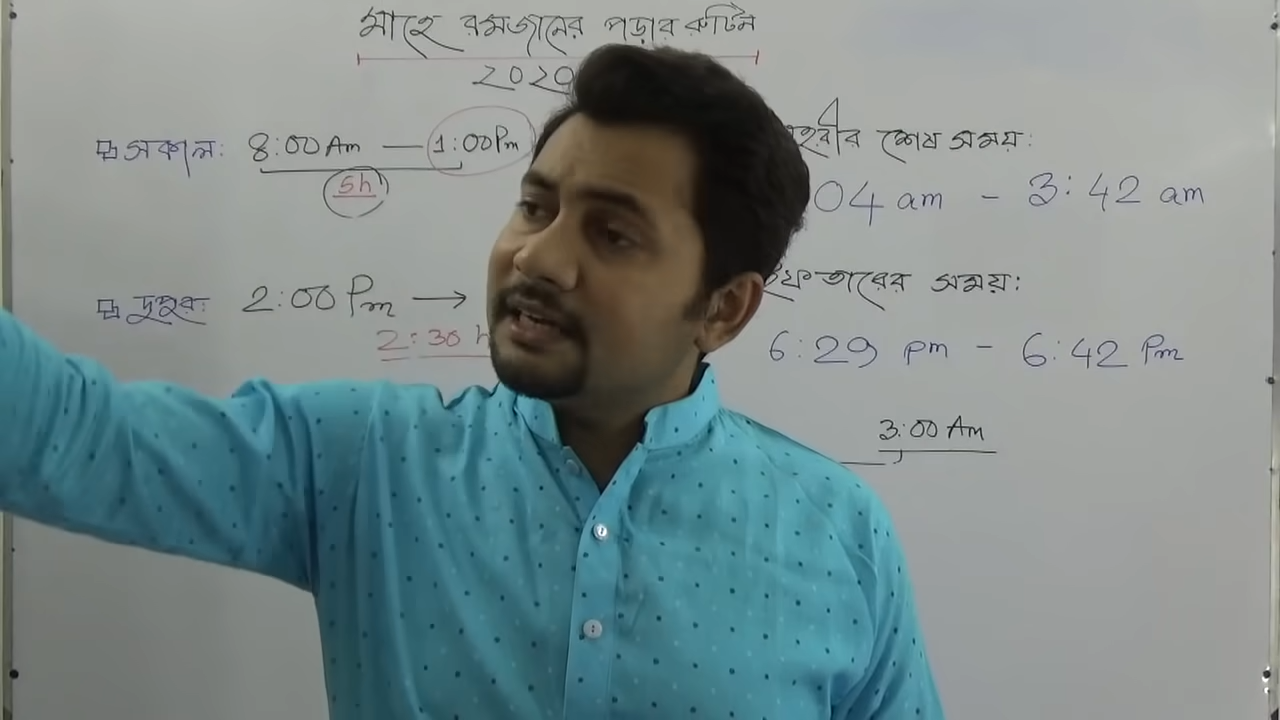 মাহে রমজানের পড়ার রুটিন
২০২০
সকাল: 8:00 Am — 1:00 Pm
5h
দুপুর: 2:00 Pm →
2:30 h
শেষ সময়:
04 am - 3:42 am
ইফতারের সময়:
6:29 pm - 6:42 Pm
3:00 Am